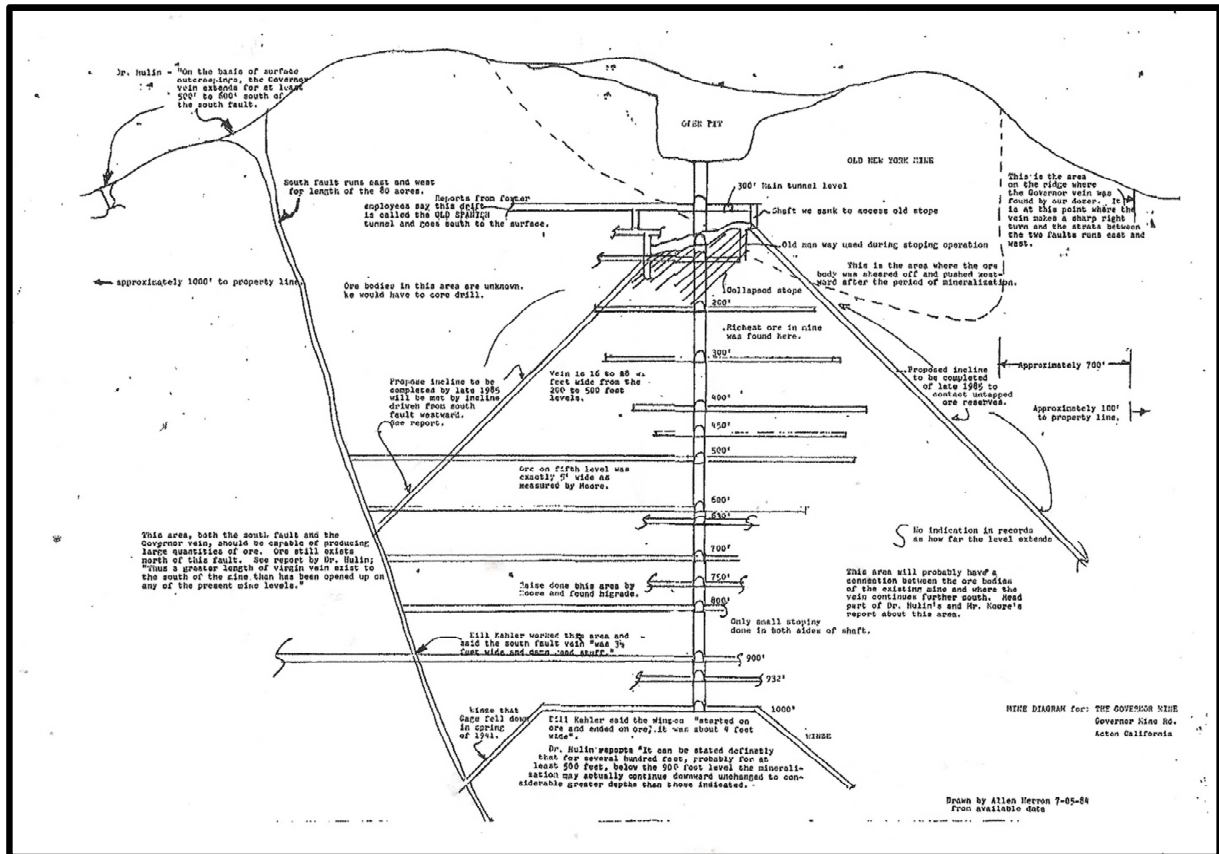 Dr. Hulin - "On the basis of surface
outcroppings, the Governor
vein extends for at least
500' to 600' south of
the south fault.
OPEN PIT
OLD NEW YORK MINE
South fault runs east and west
for length of the 80 acres.
Reports from former
employees say this drift
is called the OLD SPANISH
tunnel and goes south to the surface.
300' Main tunnel level
Shaft we sank to access old stope
This is the area
on the ridge where
the Governor vein was
found by our dozer. It
is at this point where the
vein makes a sharp right
turn and the strata between
the two faults runs east and
west.
Old man way used during stoping operation
This is the area where the ore
body was sheered off and pushed west-
ward after the period of mineralization.
approximately 1000' to property line.
Ore bodies in this area are unknown.
We would have to core drill.
Collapsed stope
200'
Richest ore in mine
was found here.
300'
Approximately 700'
Propose incline to be
completed by late 1985
will be met by incline
driven from south
fault westward.
See report.
Vein is 16 to
feet wide from the
200 to 500 foot
levels.
Proposed incline
to be completed
of late 1985 to
contact untapped
ore reserves.
400'
Approximately 100'
to property line.
450'
500'
Ore on fifth level was
exactly 5' wide as
measured by Moore.
600'
650'
No indication in records
as how far the level extends
This area, both the south fault and the
Governor vein, should be capable of producing
large quantities of ore. Ore still exists
north of this fault. See report by Dr. Hulin;
"Thus a greater length of virgin vein exist to
the south of the mine than has been opened up on
any of the present mine levels."
700'
750'
Raise done this area by
Moore and found higrade.
800'
This area will probably have a
connection between the ore bodies
of the existing mine and where the
vein continues further south. Read
part of Dr. Hulin's and Mr. Moore's
report about this area.
Only small stoping
done in both sides of shaft.
Bill Kahler worked this area and
said the south fault vein "was 3½
feet wide and damn good stuff."
900'
932'
1000'
Winze that
Gage fell down
in spring
of 1941.
Bill Kahler said the winze "started on
ore and ended on ore, it was about 4 feet
wide".
WINZE
Dr. Hulin reports "It can be stated definetly
that for several hundred feet, probably for at
least 500 feet, below the 900 foot level the minerali-
sation may actually continue downward unchanged to con-
siderable greater depths than those indicated.
MINE DIAGRAM for: THE GOVERNOR MINE
Governor Mine Rd.
Acton California
Drawn by Allen Herron 7-05-84
from available data